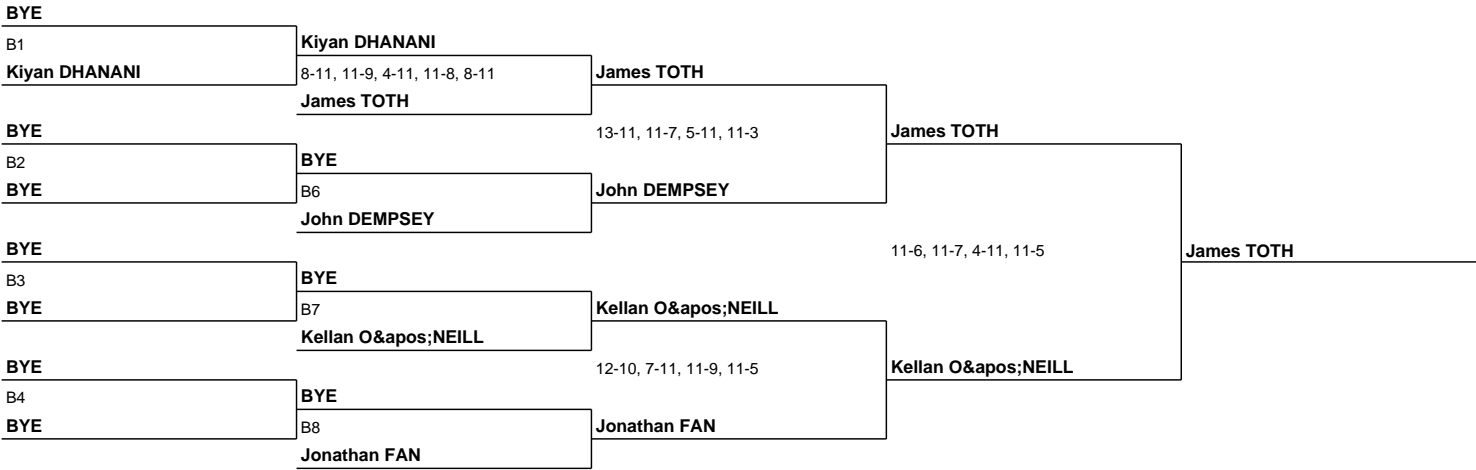 BYE
B1
Kiyan DHANANI
Kiyan DHANANI
8-11, 11-9, 4-11, 11-8, 8-11
James TOTH
James TOTH
BYE
B2
BYE
BYE
B6
John DEMPSEY
13-11, 11-7, 5-11, 11-3
John DEMPSEY
James TOTH
BYE
B3
BYE
BYE
B7
Kellan O&apos;NEILL
Kellan O&apos;NEILL
BYE
B4
BYE
BYE
B8
Jonathan FAN
12-10, 7-11, 11-9, 11-5
Jonathan FAN
Kellan O&apos;NEILL
11-6, 11-7, 4-11, 11-5
James TOTH